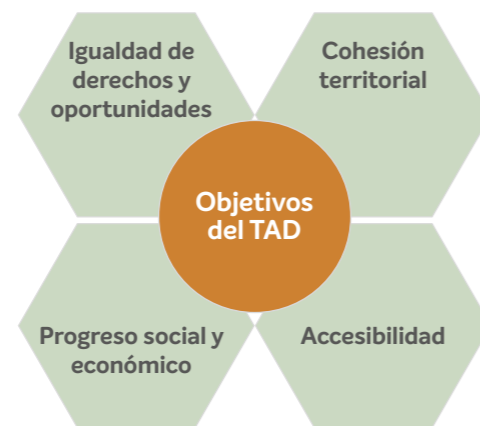 Igualdad de
derechos y
oportunidades
Cohesión
territorial
Objetivos
del TAD
Progreso social y
económico
Accesibilidad